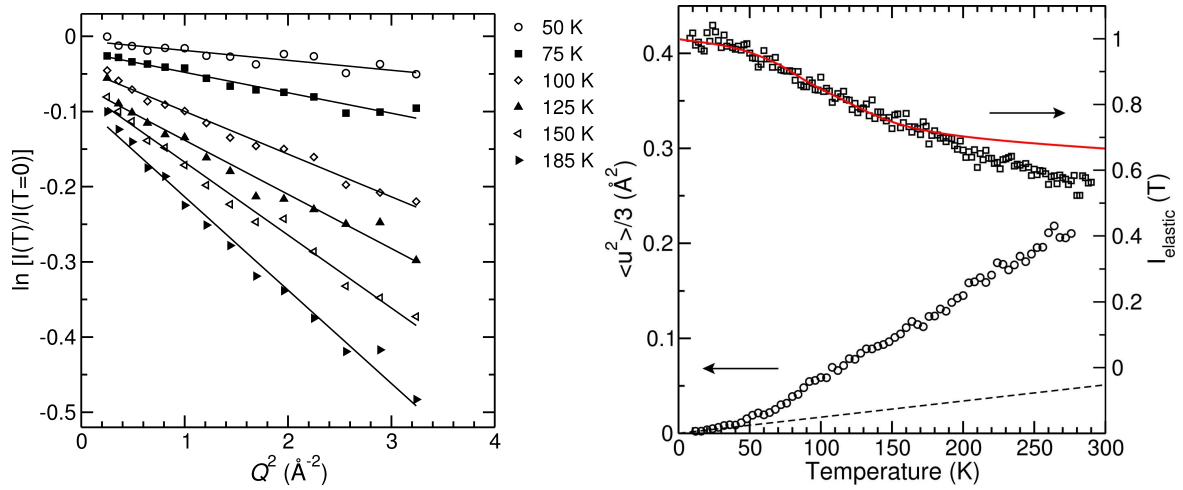 0
-0.1
-0.2
-0.3
-0.4
-0.5
ln [I(T)/I(T=0)]
0 1 2 3 4
Q² (Å⁻²)
50 K
75 K
100 K
125 K
150 K
185 K
0.4
0.3
0.2
0.1
0
<u²>/3 (Å²)
0 50 100 150 200 250 300
Temperature (K)
1
0.8
0.6
0.4
0.2
0
I_elastic (T)